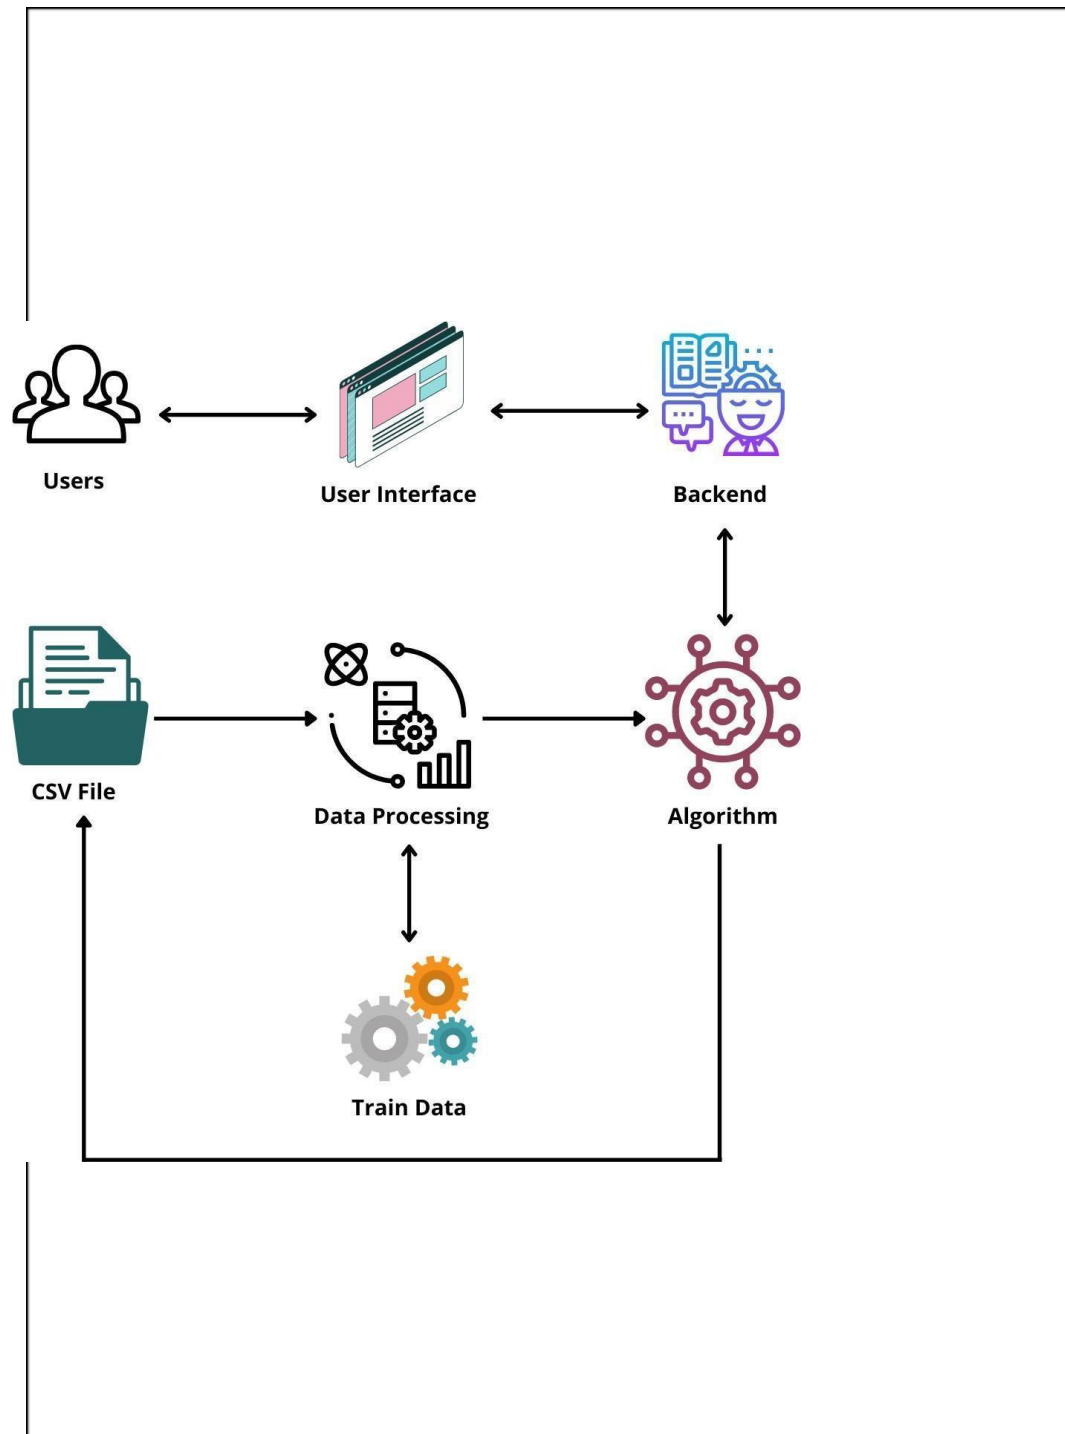 Users
User Interface
Backend
CSV File
Data Processing
Algorithm
Train Data